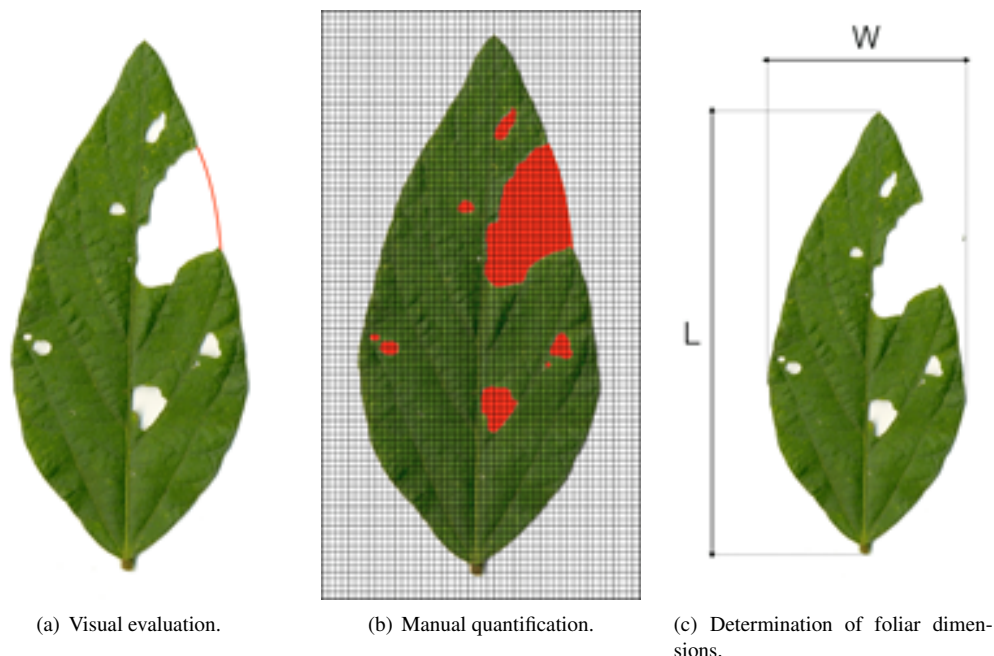 W
L
(a) Visual evaluation.
(b) Manual quantification.
(c) Determination of foliar dimen-
sions.